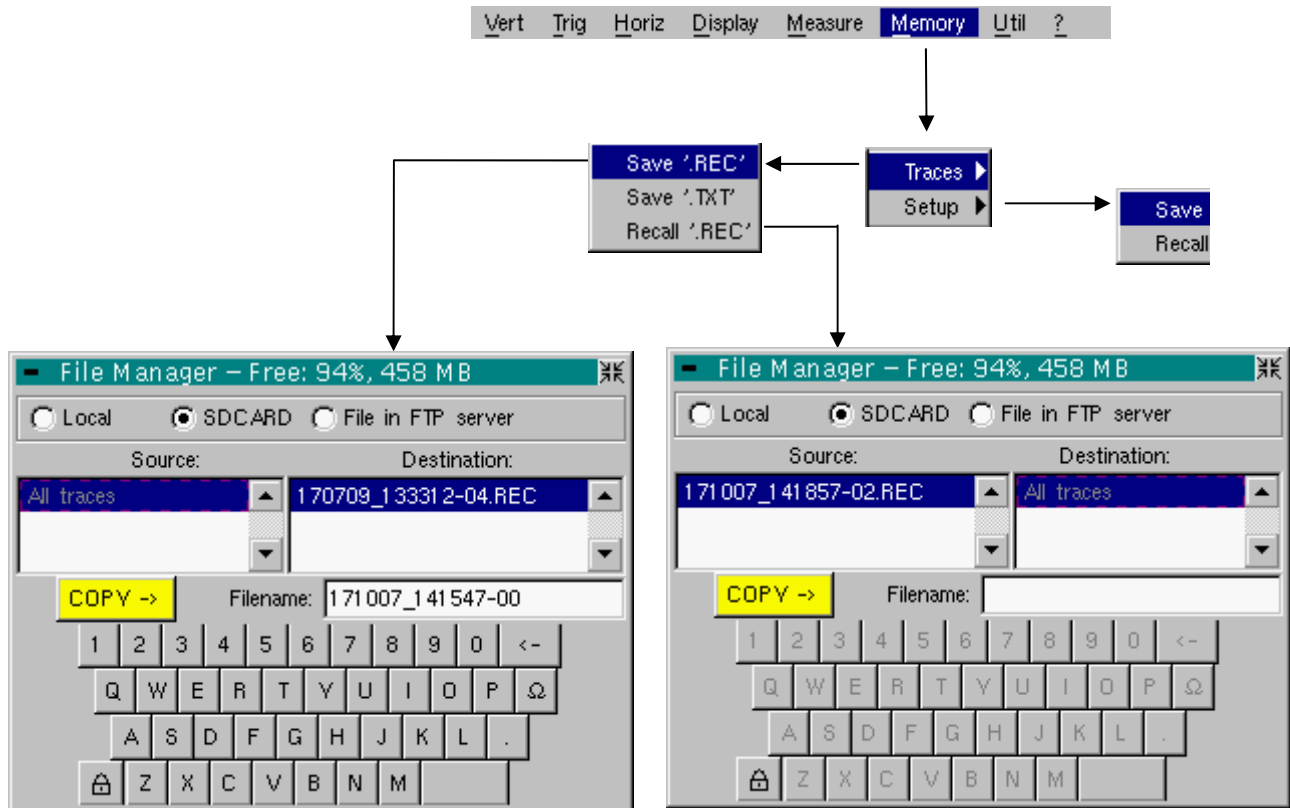 Vert Trig Horiz Display Measure Memory Util ?
Save '.REC'
Save '.TXT'
Recall '.REC'
Traces
Setup
Save
Recall
File Manager – Free: 94%, 458 MB
Local SDCARD File in FTP server
Source: Destination:
All traces 170709_133312-04.REC
COPY -> Filename: 171007_141547-00
1 2 3 4 5 6 7 8 9 0 <-
Q W E R T Y U I O P Ω
A S D F G H J K L .
Z X C V B N M
File Manager – Free: 94%, 458 MB
Local SDCARD File in FTP server
Source: Destination:
171007_141857-02.REC All traces
COPY -> Filename:
1 2 3 4 5 6 7 8 9 0 <-
Q W E R T Y U I O P Ω
A S D F G H J K L .
Z X C V B N M